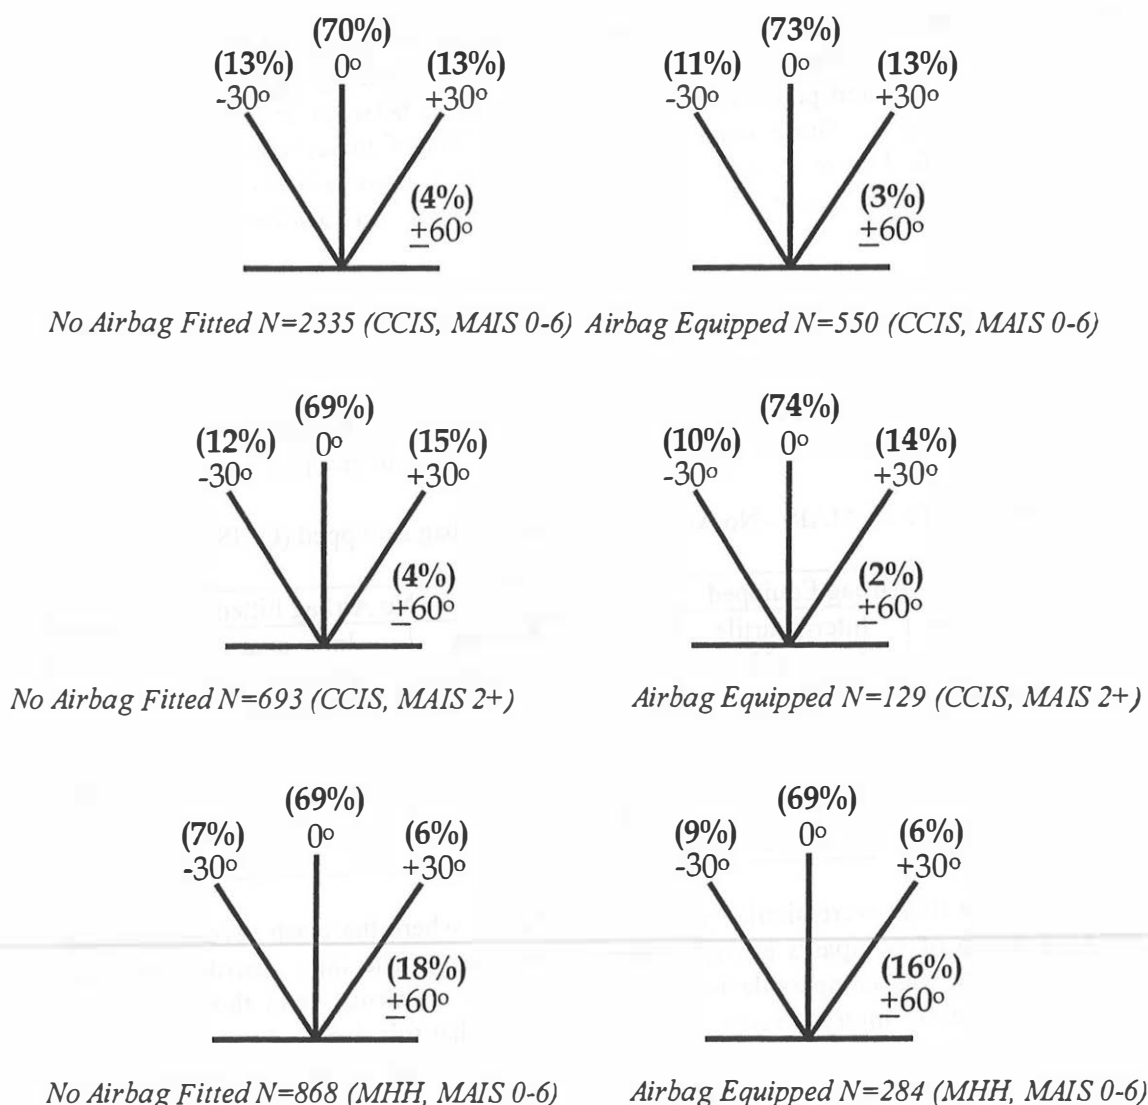 (70%)
(13%) 0° (13%)
-30° +30°
(4%)
±60°
No Airbag Fitted N=2335 (CCIS, MAIS 0-6)
(73%)
(11%) 0° (13%)
-30° +30°
(3%)
±60°
Airbag Equipped N=550 (CCIS, MAIS 0-6)
(69%)
(12%) 0° (15%)
-30° +30°
(4%)
±60°
No Airbag Fitted N=693 (CCIS, MAIS 2+)
(74%)
(10%) 0° (14%)
-30° +30°
(2%)
±60°
Airbag Equipped N=129 (CCIS, MAIS 2+)
(69%)
(7%) 0° (6%)
-30° +30°
(18%)
±60°
No Airbag Fitted N=868 (MHH, MAIS 0-6)
(69%)
(9%) 0° (6%)
-30° +30°
(16%)
±60°
Airbag Equipped N=284 (MHH, MAIS 0-6)